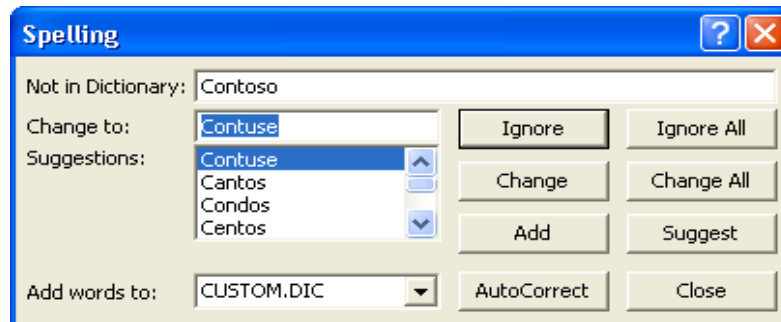 Spelling
Not in Dictionary: Contoso
Change to: Contuse Ignore Ignore All
Suggestions: Contuse
Cantos Change Change All
Condos
Centos Add Suggest
Add words to: CUSTOM.DIC AutoCorrect Close